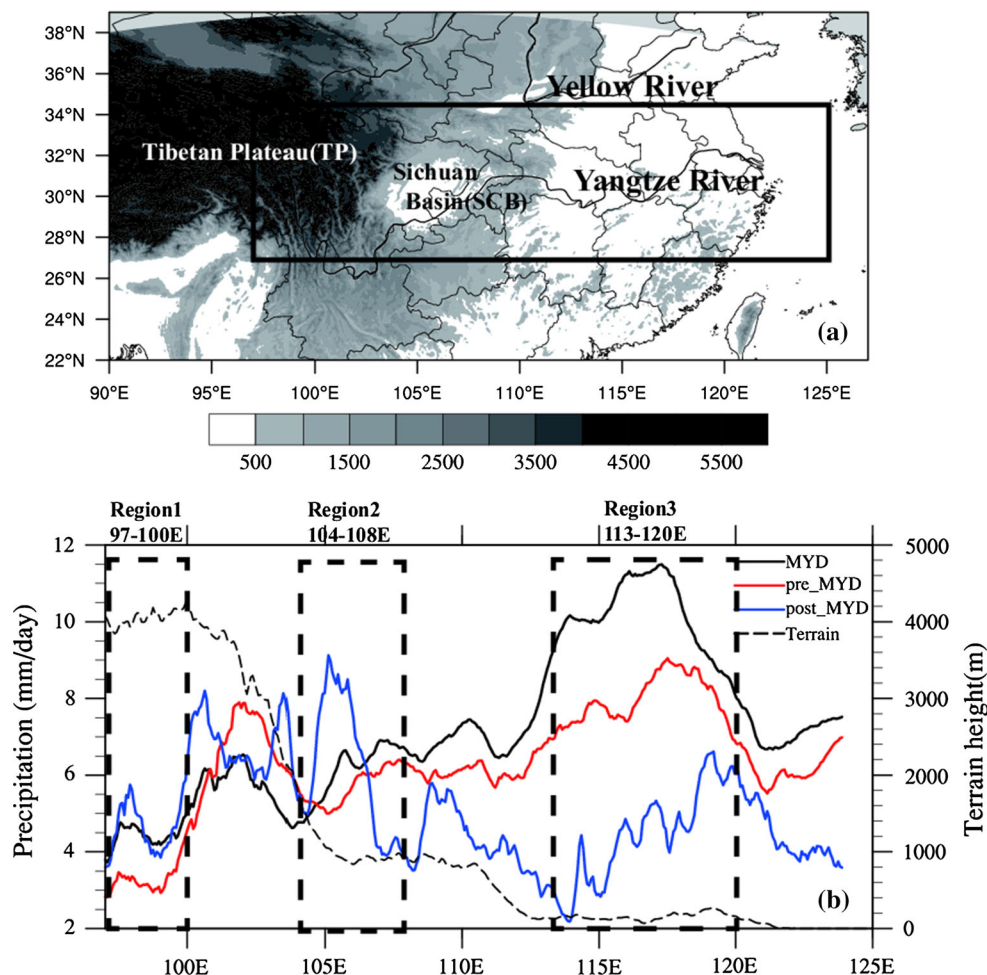 38°N
36°N
34°N
32°N
30°N
28°N
26°N
24°N
22°N
Yellow River
Tibetan Plateau(TP)
Sichuan
Basin(SCB)
Yangtze River
(a)
90°E 95°E 100°E 105°E 110°E 115°E 120°E 125°E
500 1500 2500 3500 4500 5500
Region1
97-100E
Region2
104-108E
Region3
113-120E
12
10
8
6
4
2
Precipitation (mm/day)
MYD
pre_MYD
post_MYD
Terrain
5000
4000
3000
2000
1000
0
Terrain height(m)
(b)
100E 105E 110E 115E 120E 125E